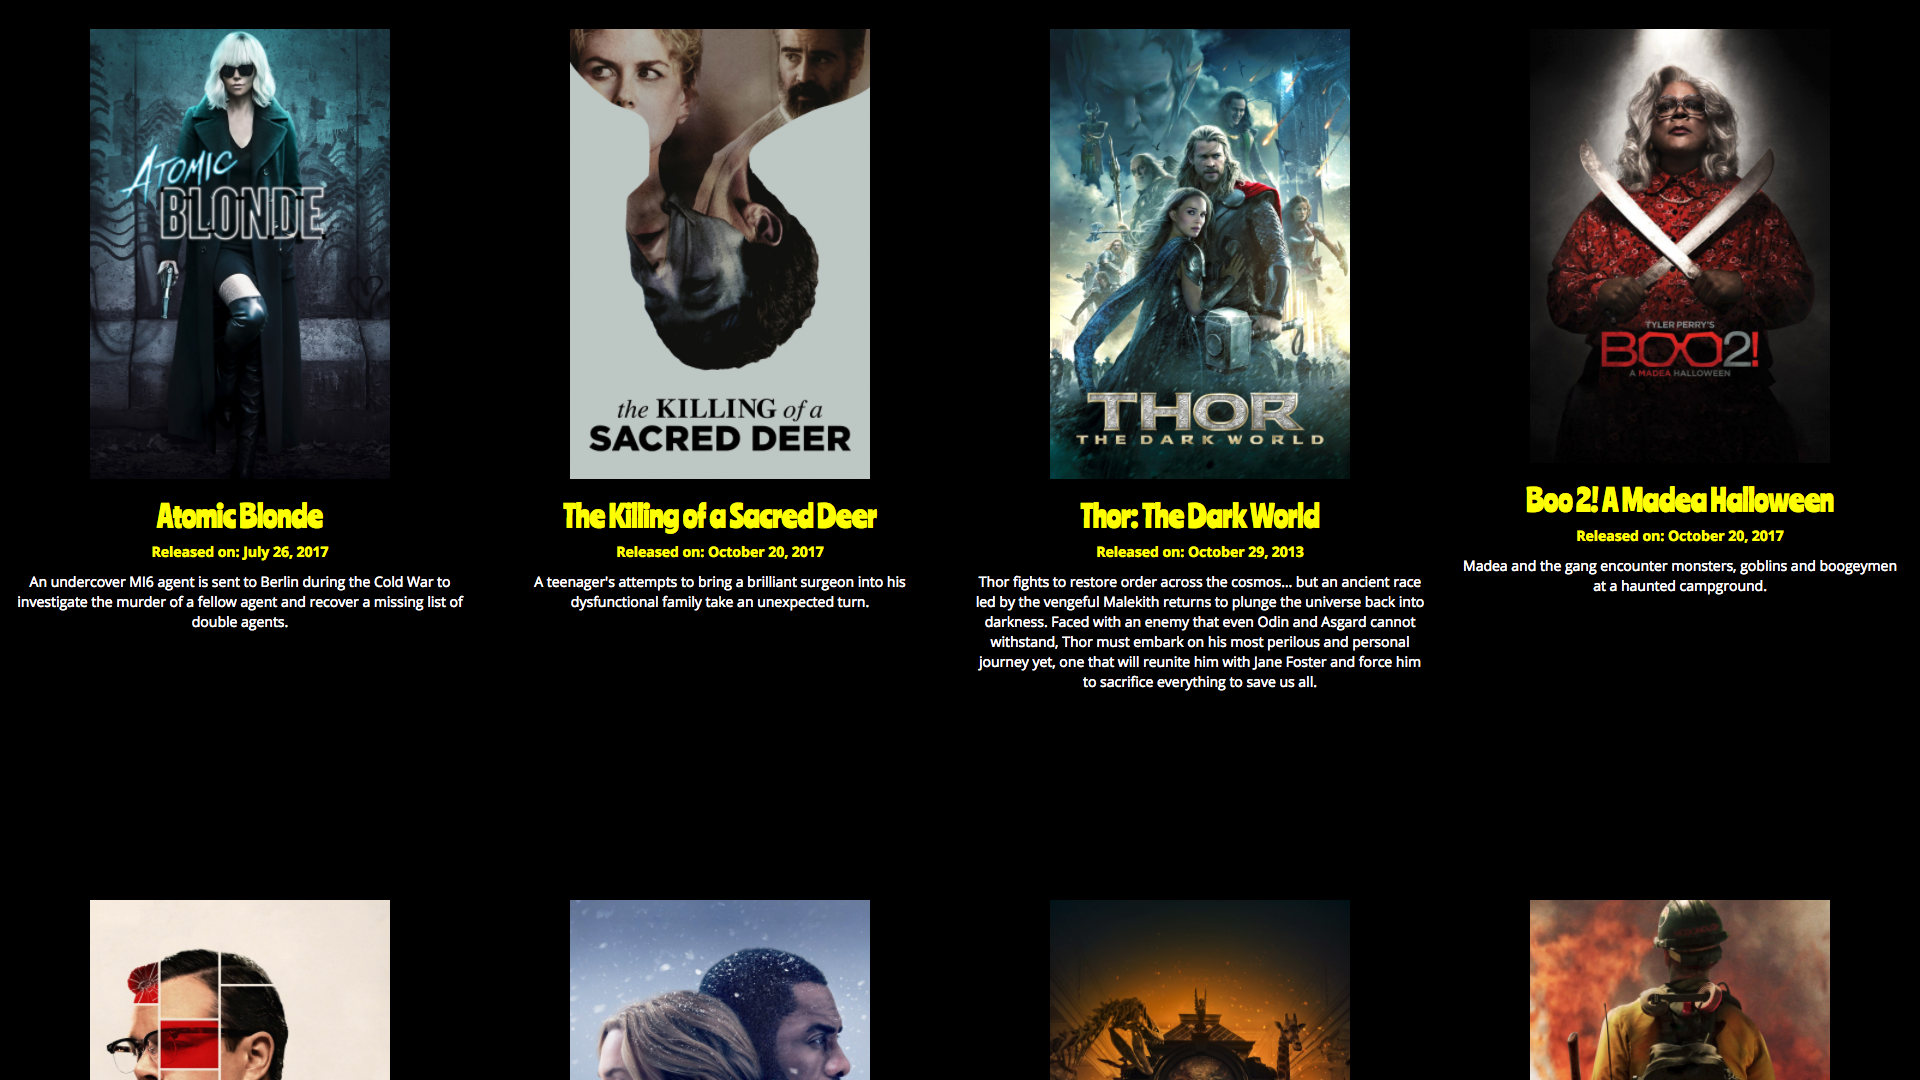 ATOMIC
BLONDE
Atomic Blonde
Released on: July 26, 2017
An undercover MI6 agent is sent to Berlin during the Cold War to
investigate the murder of a fellow agent and recover a missing list of
double agents.
the KILLING of a
SACRED DEER
The Killing of a Sacred Deer
Released on: October 20, 2017
A teenager's attempts to bring a brilliant surgeon into his
dysfunctional family take an unexpected turn.
THOR
THE DARK WORLD
Thor: The Dark World
Released on: October 29, 2013
Thor fights to restore order across the cosmos... but an ancient race
led by the vengeful Malekith returns to plunge the universe back into
darkness. Faced with an enemy that even Odin and Asgard cannot
withstand, Thor must embark on his most perilous and personal
journey yet, one that will reunite him with Jane Foster and force him
to sacrifice everything to save us all.
TYLER PERRY'S
BOO2!
A MADEA HALLOWEEN
Boo 2! A Madea Halloween
Released on: October 20, 2017
Madea and the gang encounter monsters, goblins and boogeymen
at a haunted campground.